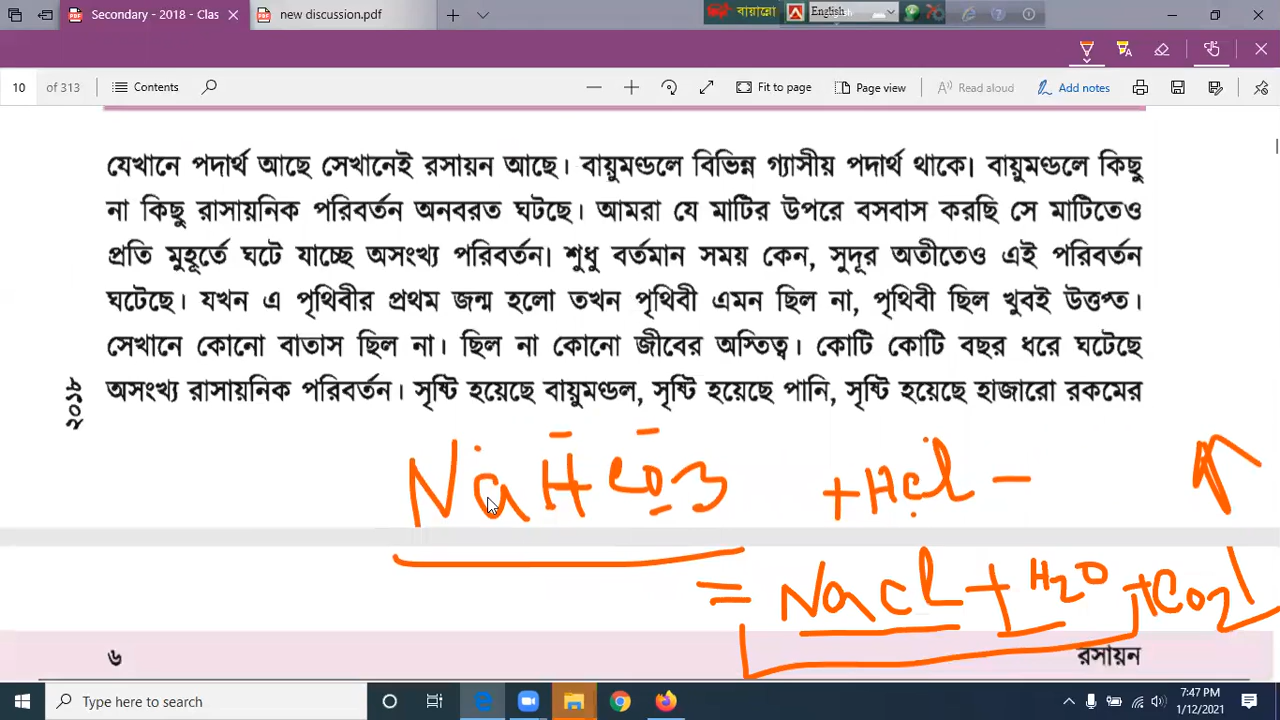 Secondary - 2018 - Clas
new discussion.pdf
বায়ান্নো
English
10 of 313
Contents
Fit to page
Page view
Read aloud
Add notes
যেখানে পদার্থ আছে সেখানেই রসায়ন আছে। বায়ুমণ্ডলে বিভিন্ন গ্যাসীয় পদার্থ থাকে। বায়ুমণ্ডলে কিছু
না কিছু রাসায়নিক পরিবর্তন অনবরত ঘটছে। আমরা যে মাটির উপরে বসবাস করছি সে মাটিতেও
প্রতি মুহূর্তে ঘটে যাচ্ছে অসংখ্য পরিবর্তন। শুধু বর্তমান সময় কেন, সুদূর অতীতেও এই পরিবর্তন
ঘটেছে। যখন এ পৃথিবীর প্রথম জন্ম হলো তখন পৃথিবী এমন ছিল না, পৃথিবী ছিল খুবই উত্তপ্ত।
সেখানে কোনো বাতাস ছিল না। ছিল না কোনো জীবের অস্তিত্ব। কোটি কোটি বছর ধরে ঘটেছে
অসংখ্য রাসায়নিক পরিবর্তন। সৃষ্টি হয়েছে বায়ুমণ্ডল, সৃষ্টি হয়েছে পানি, সৃষ্টি হয়েছে হাজারো রকমের
২০১৮
NaHCO3 + HCl -
= NaCl + H2O + CO2
৬
রসায়ন
Type here to search
7:47 PM
1/12/2021